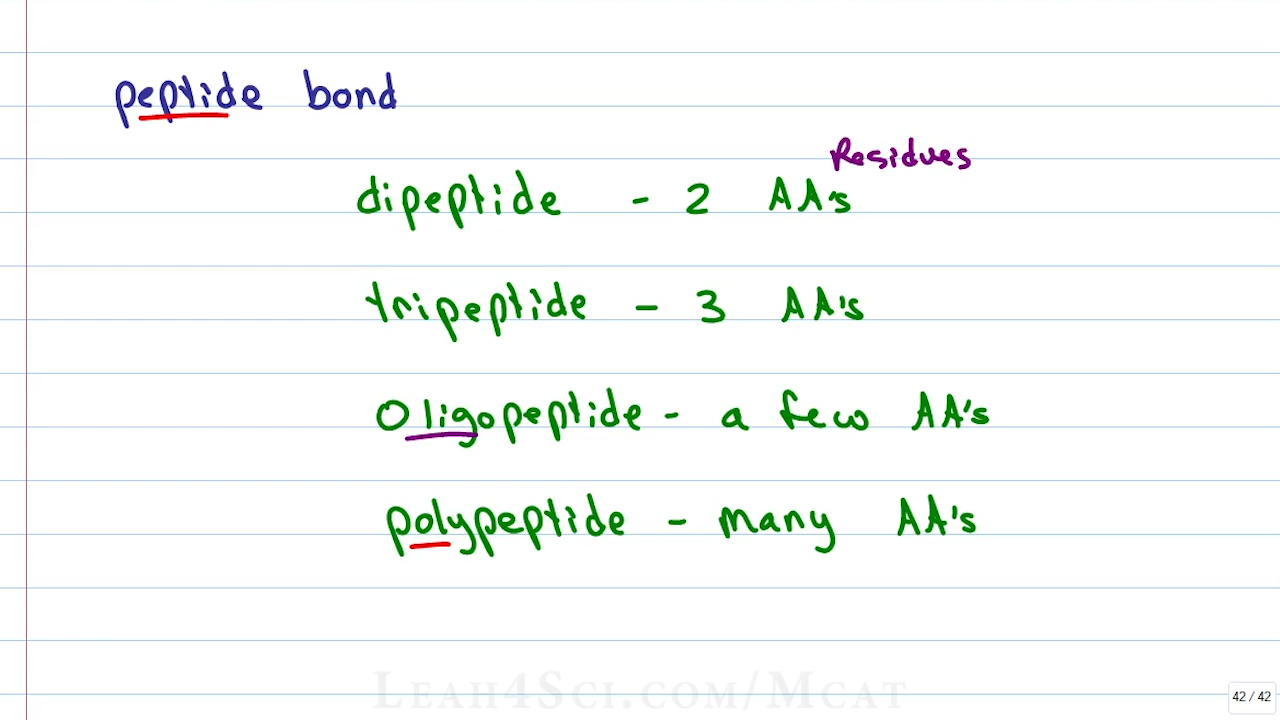 peptide bond
Residues
dipeptide - 2 AA's
tripeptide - 3 AA's
Oligopeptide - a few AA's
polypeptide - many AA's
Leah4Sci.com/Mcat
42 / 42